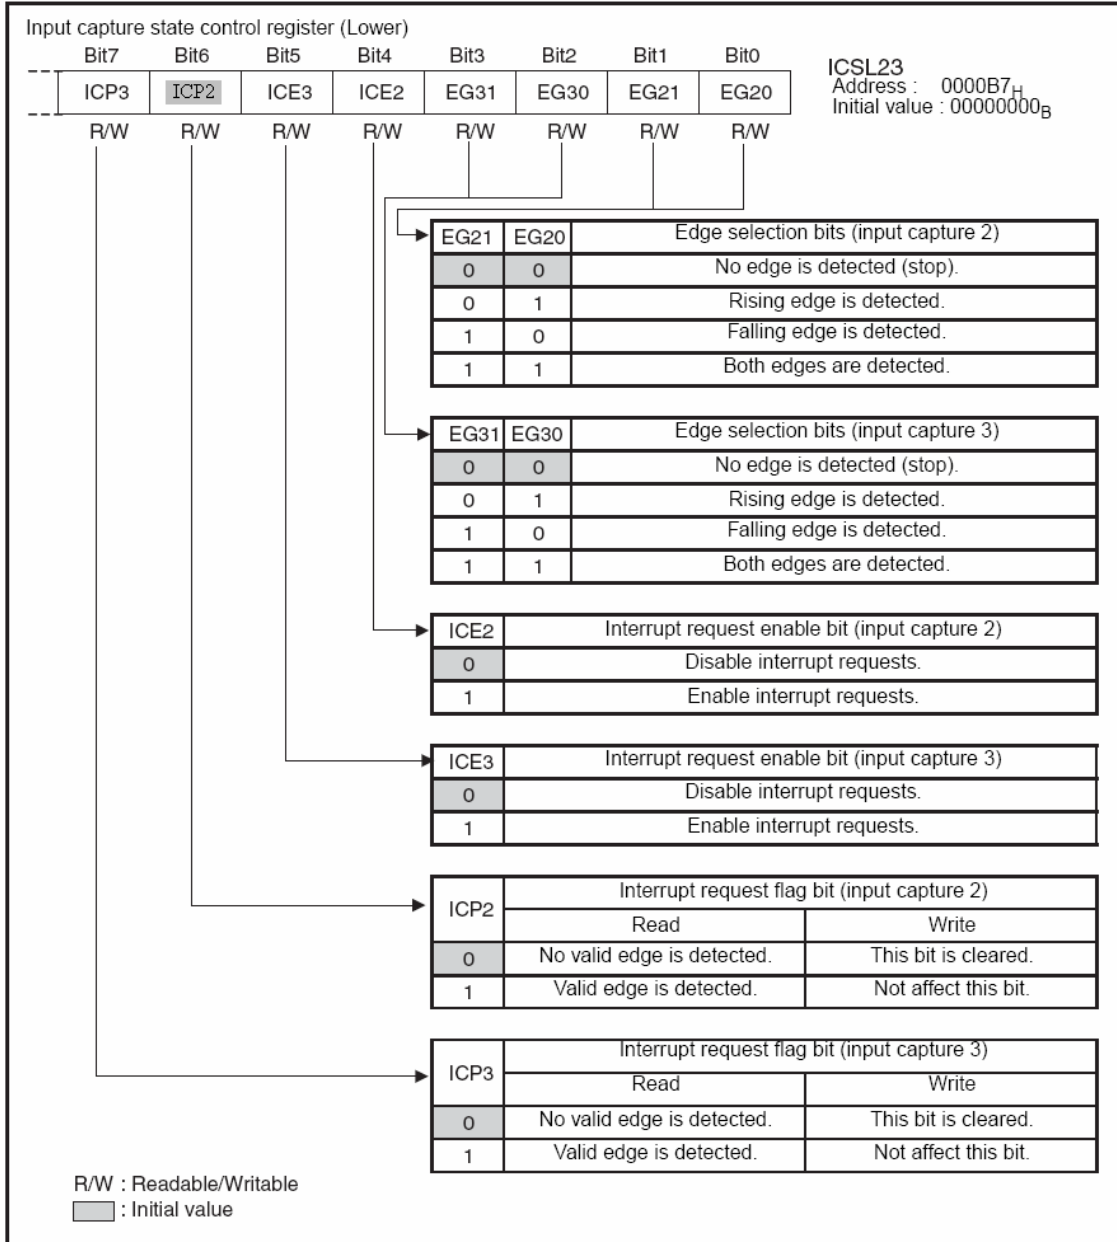 Input capture state control register (Lower)
Bit7 Bit6 Bit5 Bit4 Bit3 Bit2 Bit1 Bit0
ICP3 ICP2 ICE3 ICE2 EG31 EG30 EG21 EG20
R/W R/W R/W R/W R/W R/W R/W R/W
ICSL23
Address : 0000B7H
Initial value : 00000000B
EG21 EG20 Edge selection bits (input capture 2)
0 0 No edge is detected (stop).
0 1 Rising edge is detected.
1 0 Falling edge is detected.
1 1 Both edges are detected.
EG31 EG30 Edge selection bits (input capture 3)
0 0 No edge is detected (stop).
0 1 Rising edge is detected.
1 0 Falling edge is detected.
1 1 Both edges are detected.
ICE2 Interrupt request enable bit (input capture 2)
0 Disable interrupt requests.
1 Enable interrupt requests.
ICE3 Interrupt request enable bit (input capture 3)
0 Disable interrupt requests.
1 Enable interrupt requests.
ICP2 Interrupt request flag bit (input capture 2)
Read Write
0 No valid edge is detected. This bit is cleared.
1 Valid edge is detected. Not affect this bit.
ICP3 Interrupt request flag bit (input capture 3)
Read Write
0 No valid edge is detected. This bit is cleared.
1 Valid edge is detected. Not affect this bit.
R/W : Readable/Writable
: Initial value